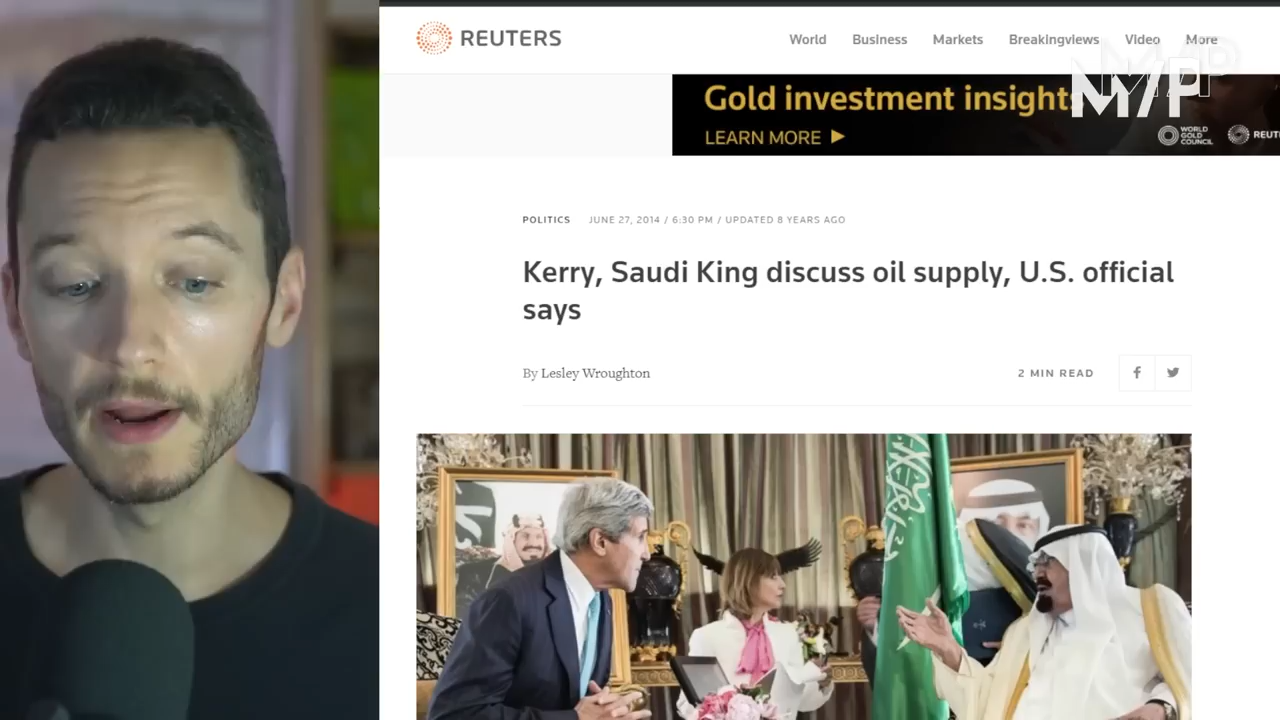 REUTERS
World Business Markets Breakingviews Video More
M/P
Gold investment insights
LEARN MORE
WORLD GOLD COUNCIL
REUT
POLITICS JUNE 27, 2014 / 6:30 PM / UPDATED 8 YEARS AGO
Kerry, Saudi King discuss oil supply, U.S. official
says
By Lesley Wroughton
2 MIN READ